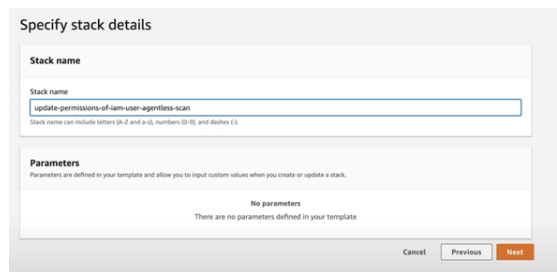 Specify stack details
Stack name
Stack name
update-permissions-of-iam-user-agentless-scan
Stack name can include letters (A-Z and a-z), numbers (0-9), and dashes (-).
Parameters
Parameters are defined in your template and allow you to input custom values when you create or update a stack.
No parameters
There are no parameters defined in your template
Cancel Previous Next